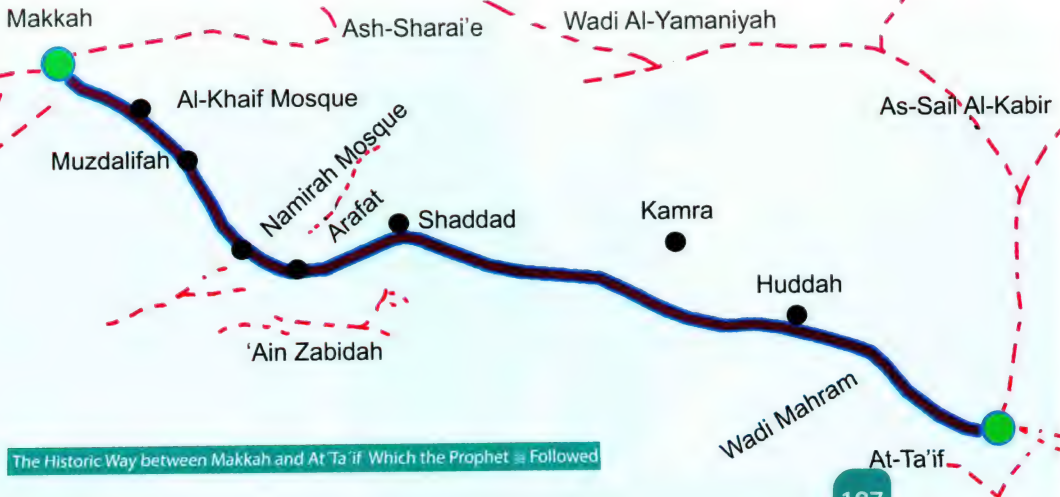 Makkah
Ash-Sharai'e
Wadi Al-Yamaniyah
Al-Khaif Mosque
As-Sail Al-Kabir
Muzdalifah
Namirah Mosque
Arafat
Shaddad
Kamra
Huddah
'Ain Zabidah
Wadi Mahram
At-Ta'if
The Historic Way between Makkah and At Ta'if Which the Prophet ﷺ Followed
187